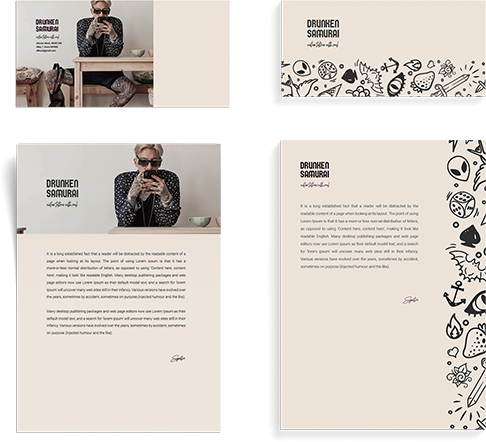 DRUNKEN
SAMURAI
DRUNKEN
SAMURAI
DRUNKEN
SAMURAI
It is a long established fact that a reader will be distracted by the readable content of a
page when looking at its layout. The point of using Lorem Ipsum is that it has a
more-or-less normal distribution of letters, as opposed to using 'Content here, content
here', making it look like readable English. Many desktop publishing packages and web
page editors now use Lorem Ipsum as their default model text, and a search for 'lorem
ipsum' will uncover many web sites still in their infancy. Various versions have evolved over
the years, sometimes by accident, sometimes on purpose (injected humour and the like).
Many desktop publishing packages and web page editors now use Lorem Ipsum as their
default model text, and a search for 'lorem ipsum' will uncover many web sites still in their
infancy. Various versions have evolved over the years, sometimes by accident, sometimes
on purpose (injected humour and the like).
DRUNKEN
SAMURAI
It is a long established fact that a reader will be distracted by the
readable content of a page when looking at its layout. The point of using
Lorem Ipsum is that it has a more-or-less normal distribution of letters,
as opposed to using 'Content here, content here', making it look like
readable English. Many desktop publishing packages and web page
editors now use Lorem Ipsum as their default model text, and a search
for 'lorem ipsum' will uncover many web sites still in their infancy.
Various versions have evolved over the years, sometimes by accident,
sometimes on purpose (injected humour and the like).